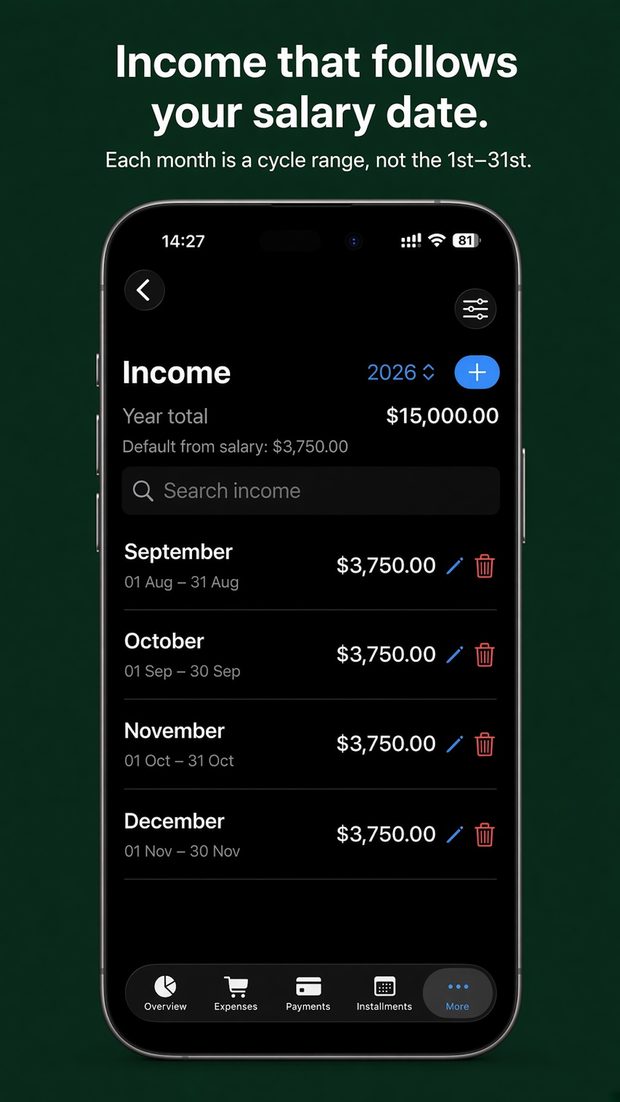 Income that follows
your salary date.
Each month is a cycle range, not the 1st–31st.
14:27
81
Income
2026
Year total
$15,000.00
Default from salary: $3,750.00
Search income
September
$3,750.00
01 Aug – 31 Aug
October
$3,750.00
01 Sep – 30 Sep
November
$3,750.00
01 Oct – 31 Oct
December
$3,750.00
01 Nov – 30 Nov
Overview
Expenses
Payments
Installments
More